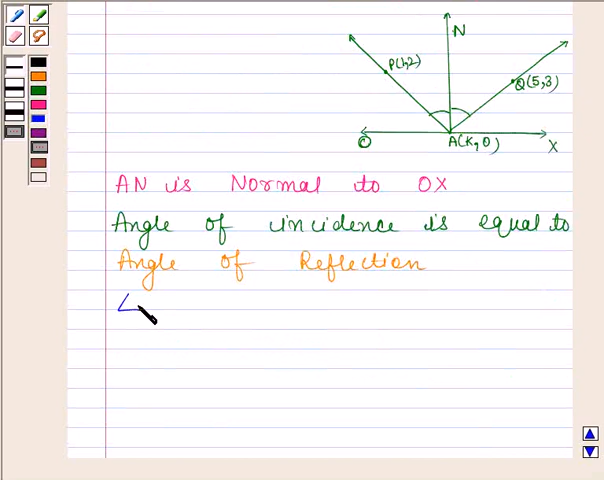 N
P(1,2)
Q(5,3)
O
A(K,0)
X
AN is Normal to OX
Angle of incidence is equal to
Angle of Reflection
∠